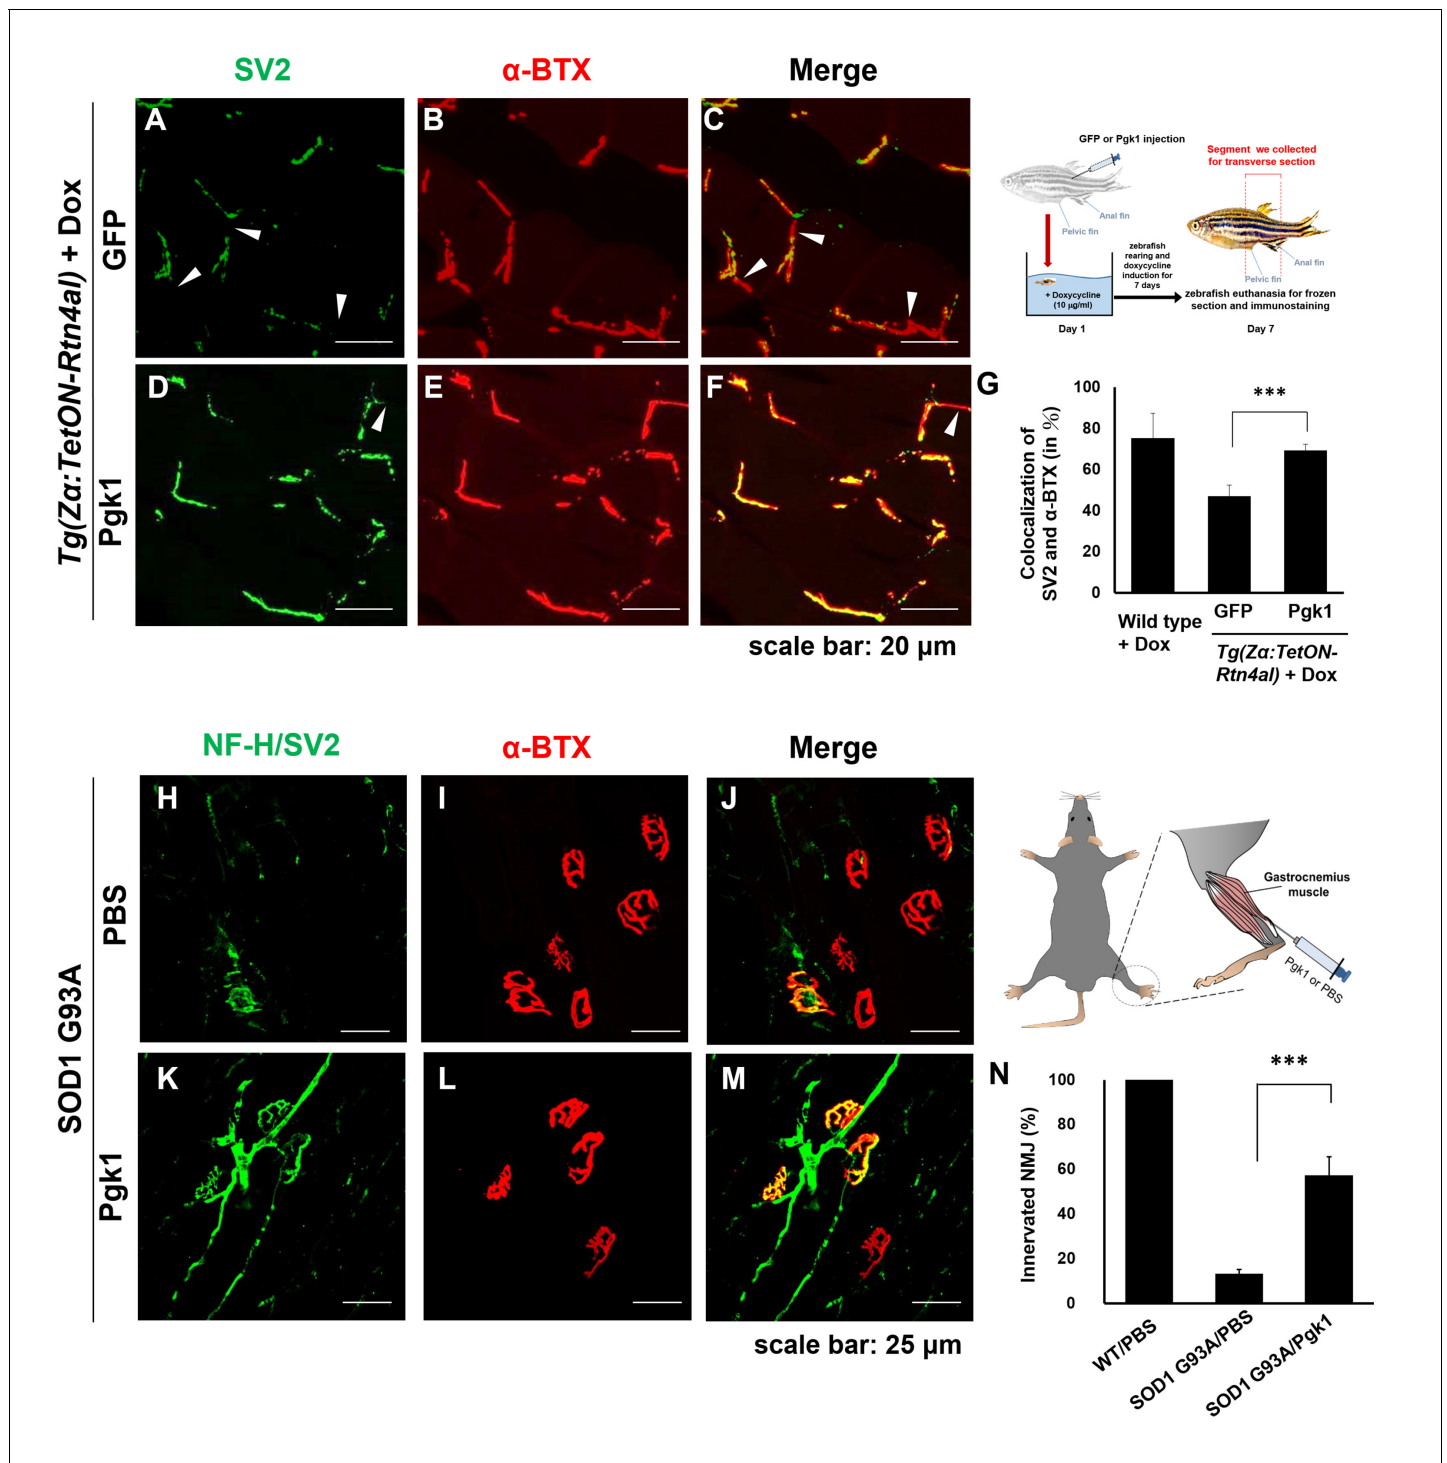 SV2
α-BTX
Merge
Tg(Zα:TetON-Rtn4al) + Dox
GFP
A
B
C
Pgk1
D
E
F
scale bar: 20 µm
GFP or Pgk1 injection
Anal fin
Pelvic fin
+ Doxycycline
(10 µg/ml)
Day 1
zebrafish
rearing and
doxycycline
induction for
7 days
Segment we collected
for transverse section
Anal fin
Pelvic fin
zebrafish euthanasia for frozen
section and immunostaining
Day 7
G
Colocalization of
SV2 and α-BTX (in %)
100
80
60
40
20
0
***
Wild type
+ Dox
GFP
Pgk1
Tg(Zα:TetON-
Rtn4al) + Dox
NF-H/SV2
α-BTX
Merge
SOD1 G93A
PBS
H
I
J
Pgk1
K
L
M
scale bar: 25 µm
Gastrocnemius
muscle
Pgk1 or PBS
N
Innervated NMJ (%)
100
80
60
40
20
0
***
WT/PBS
SOD1 G93A/PBS
SOD1 G93A/Pgk1